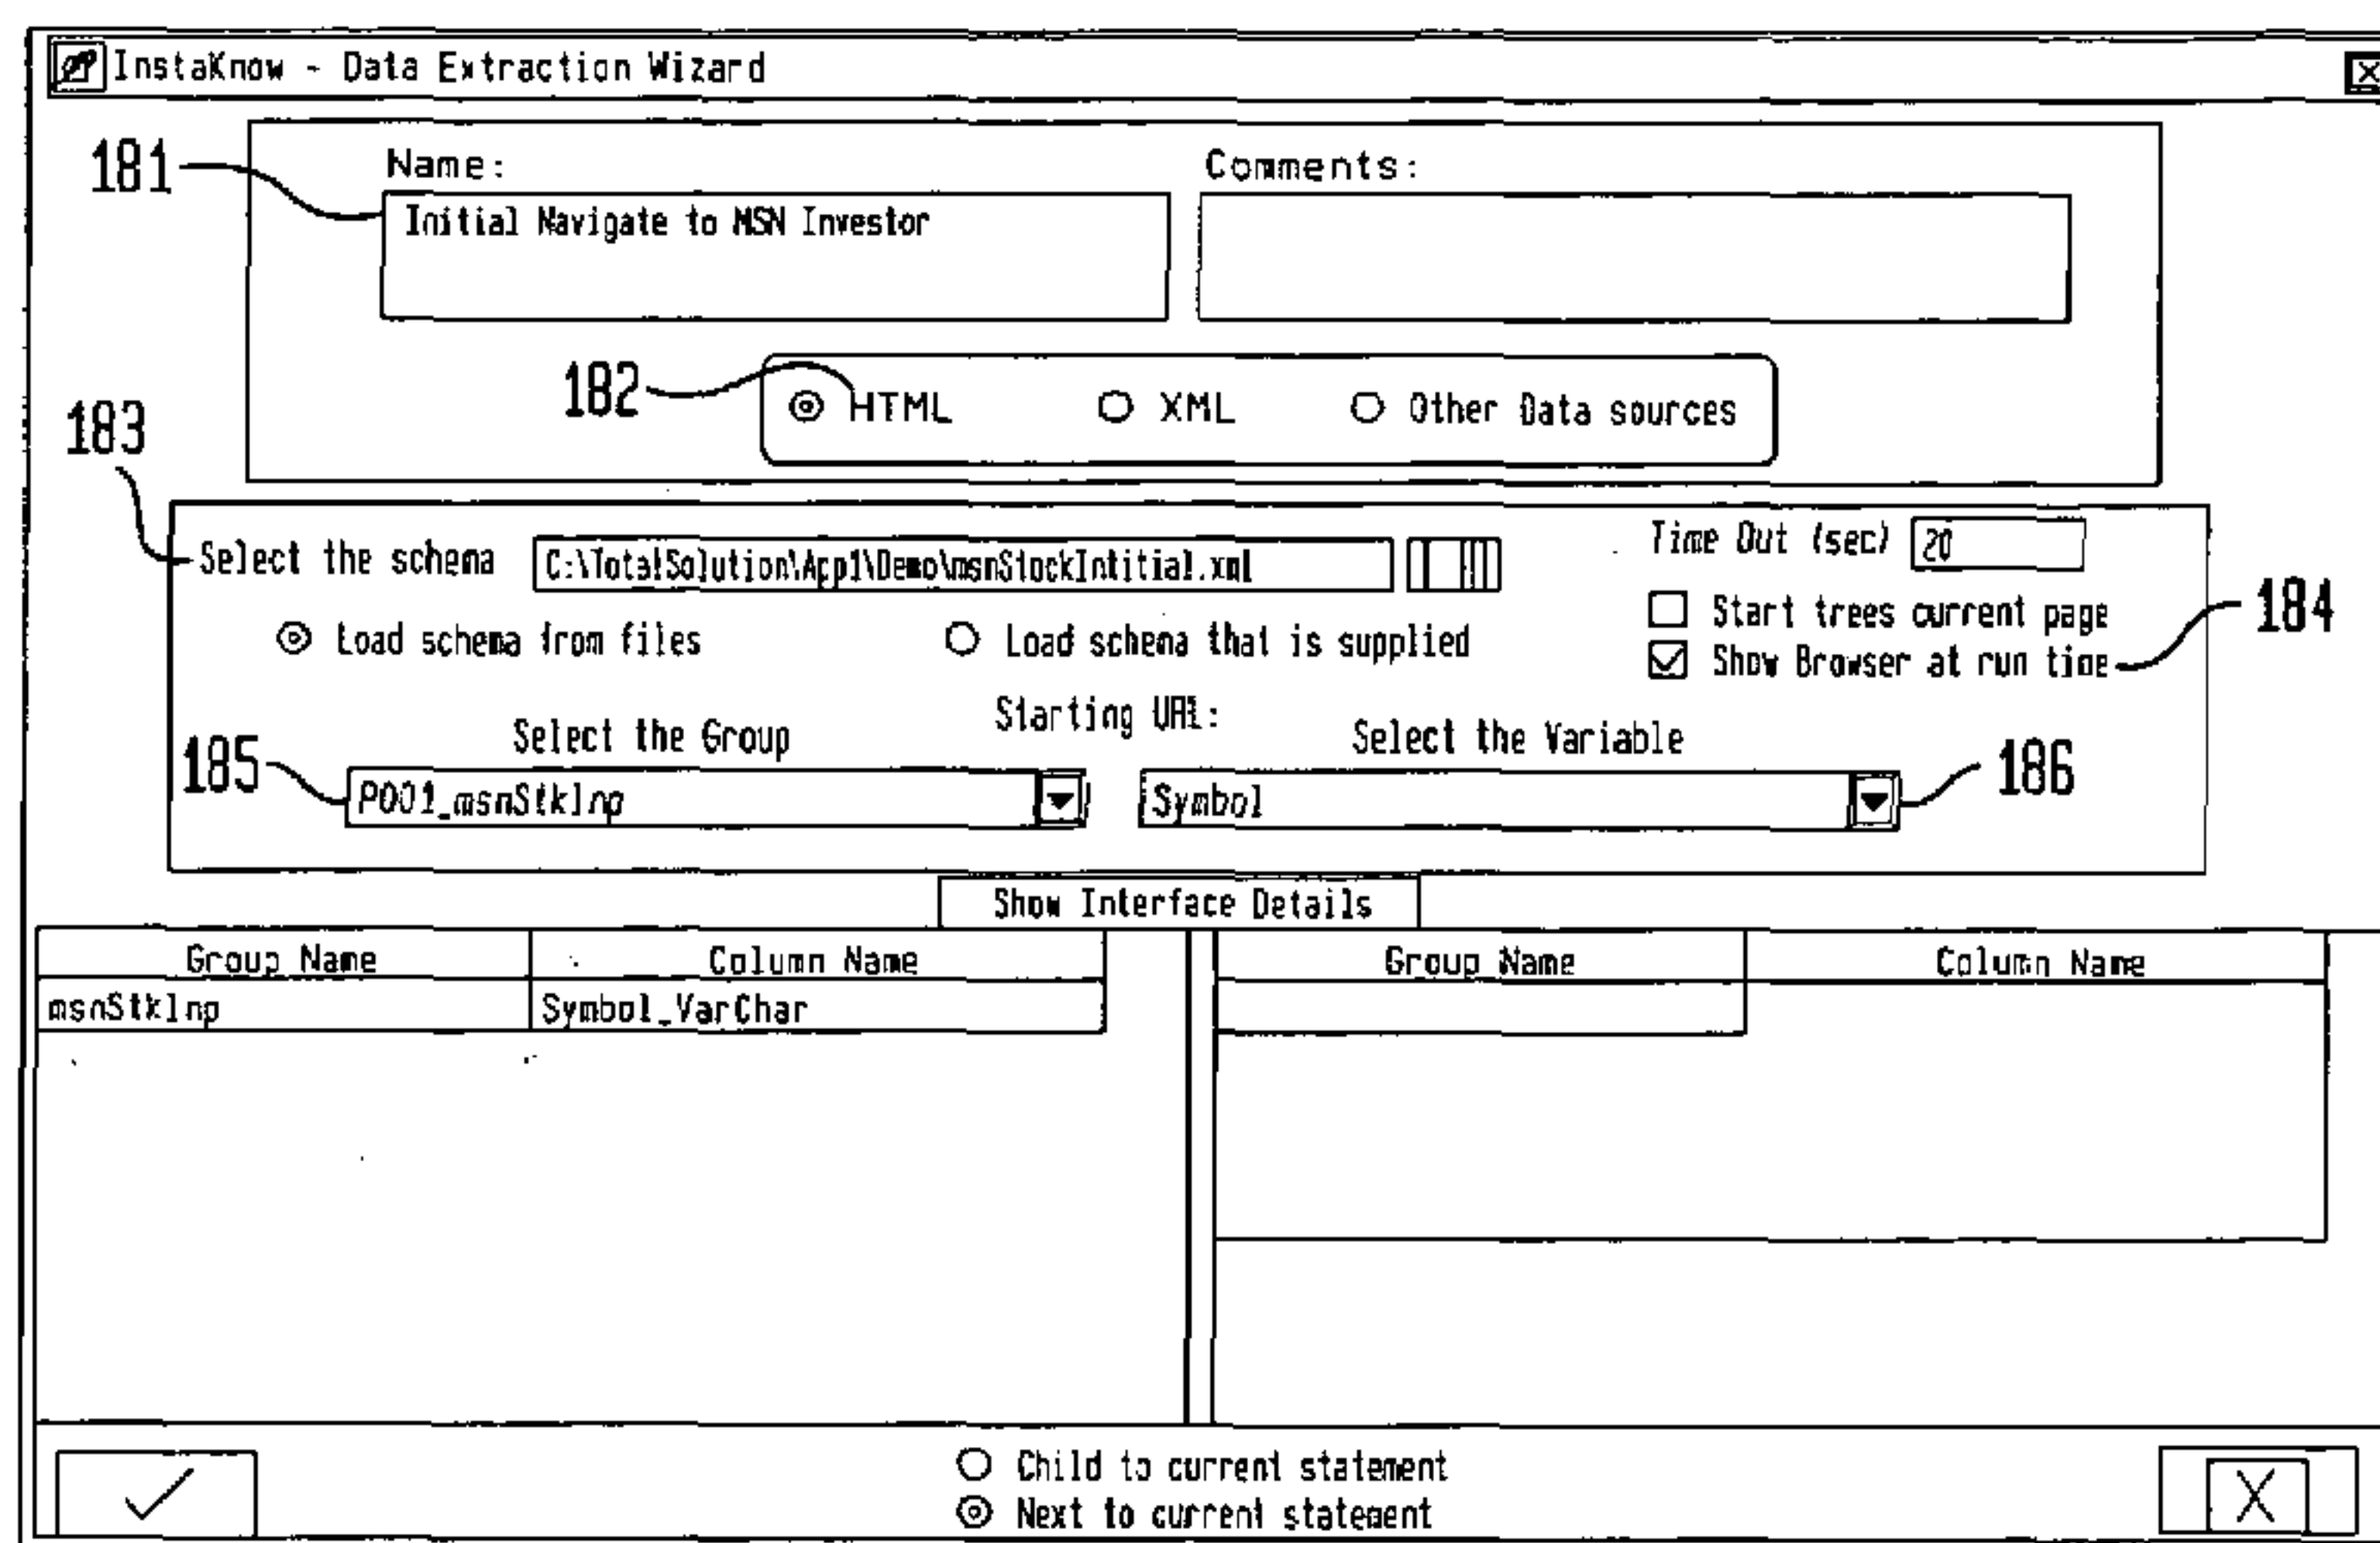 InstaKnow - Data Extraction Wizard
181
Name:
Comments:
Initial Navigate to MSN Investor
182
HTML
XML
Other Data sources
183
Select the schema
C:\TotalSolution\App1\Demo\msnStockIntitial.xml
Time Out (sec)
20
Load schema from files
Load schema that is supplied
Start trees current page
Show Browser at run time
184
Starting URL:
Select the Group
Select the Variable
185
P001_msnStkInp
Symbol
186
Show Interface Details
Group Name
Column Name
Group Name
Column Name
msnStkInp
Symbol_VarChar
Child to current statement
Next to current statement